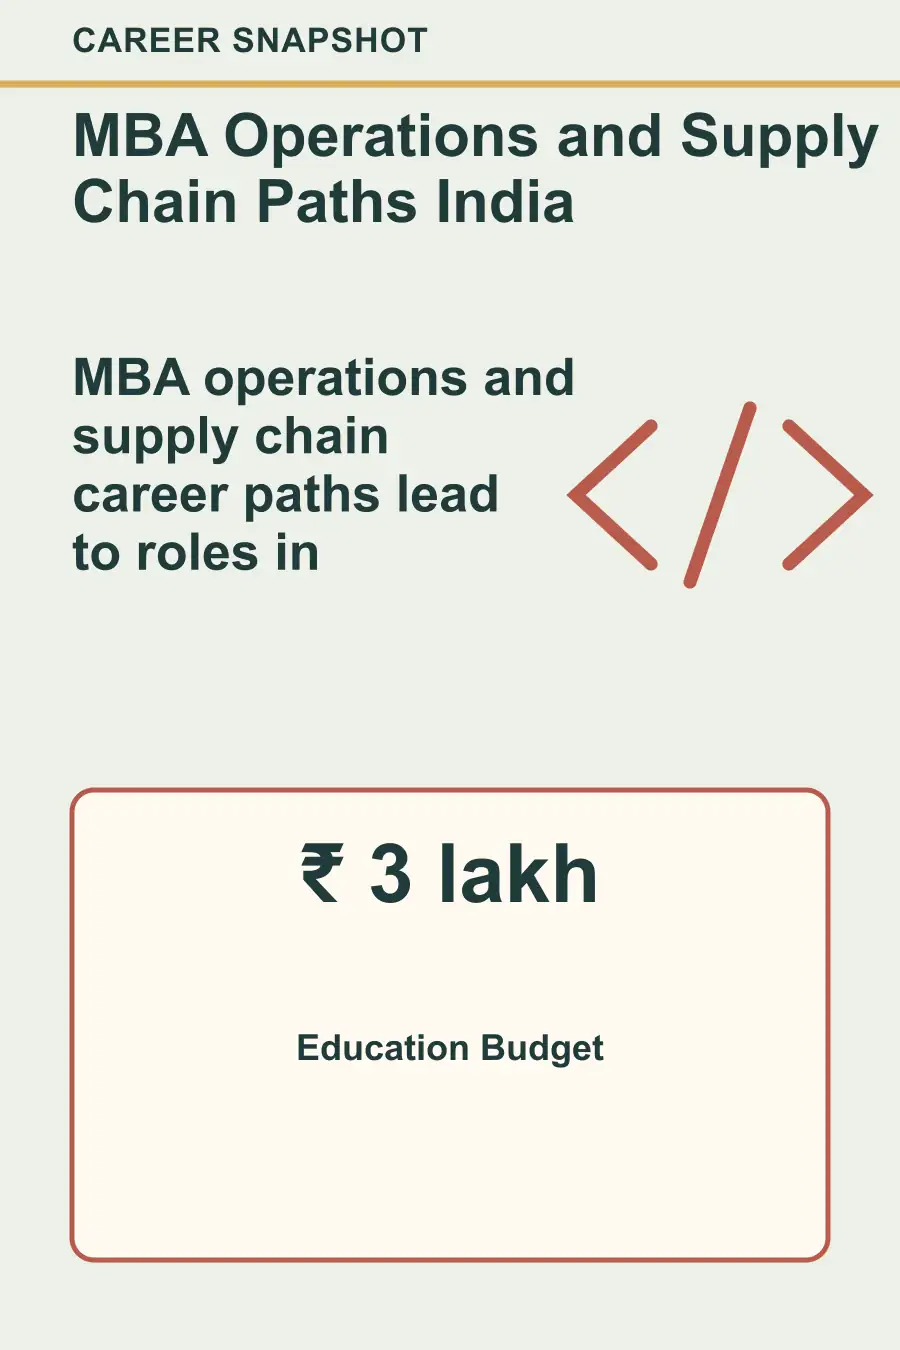 CAREER SNAPSHOT
MBA Operations and Supply
Chain Paths India
MBA operations and
supply chain
career paths lead
to roles in
₹ 3 lakh
Education Budget